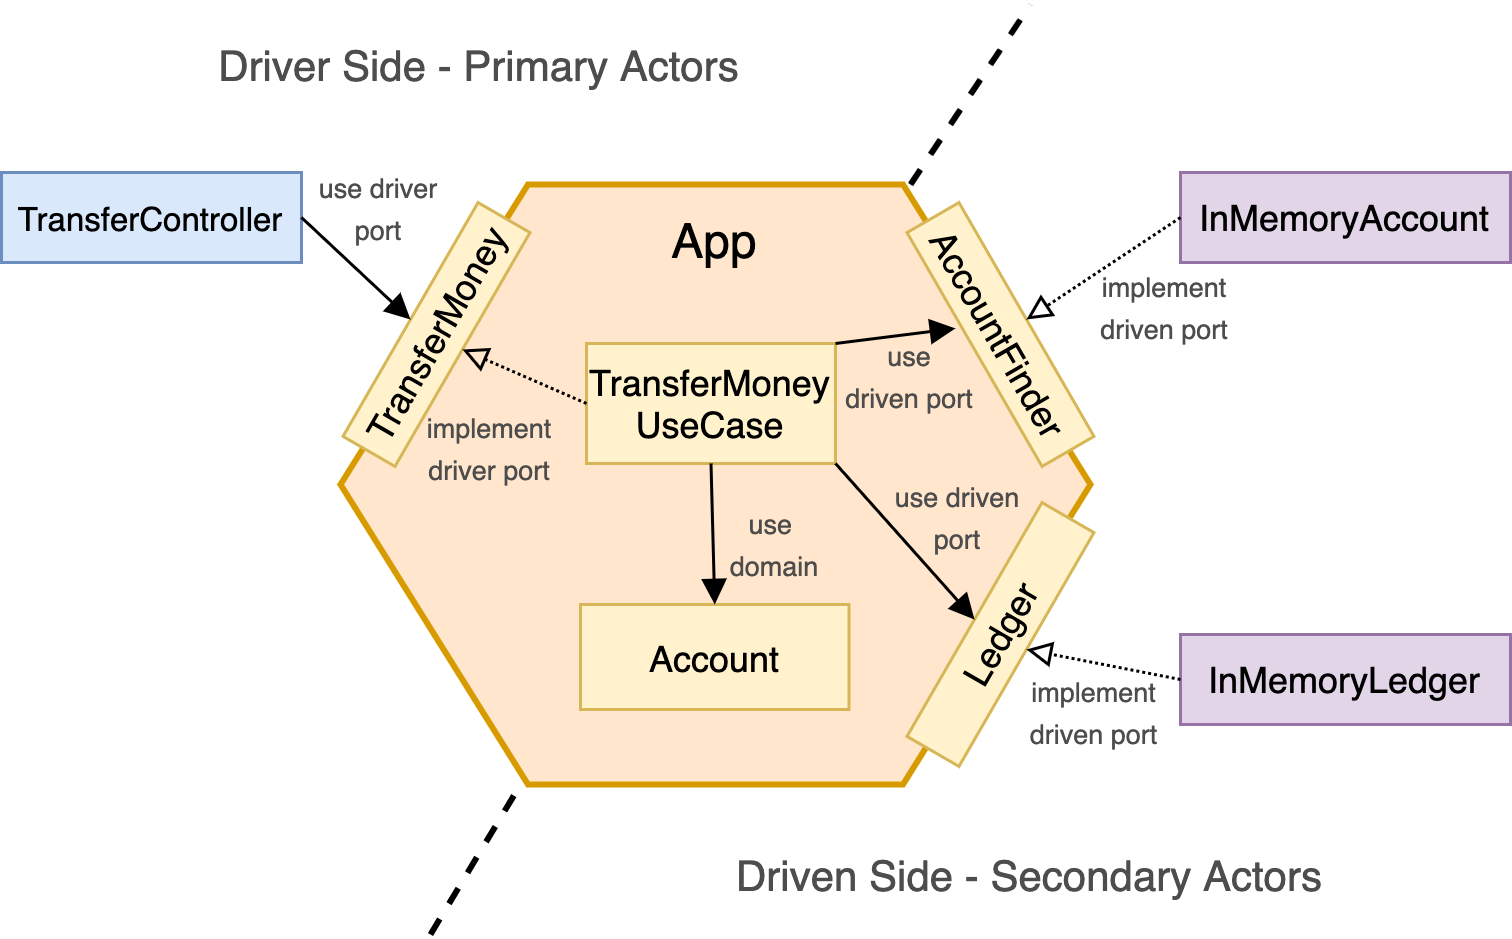 Driver Side - Primary Actors
TransferController
use driver
port
TransferMoney
App
AccountFinder
InMemoryAccount
implement
driven port
use
driven port
TransferMoney
UseCase
implement
driver port
use driven
port
use
domain
Account
Ledger
InMemoryLedger
implement
driven port
Driven Side - Secondary Actors